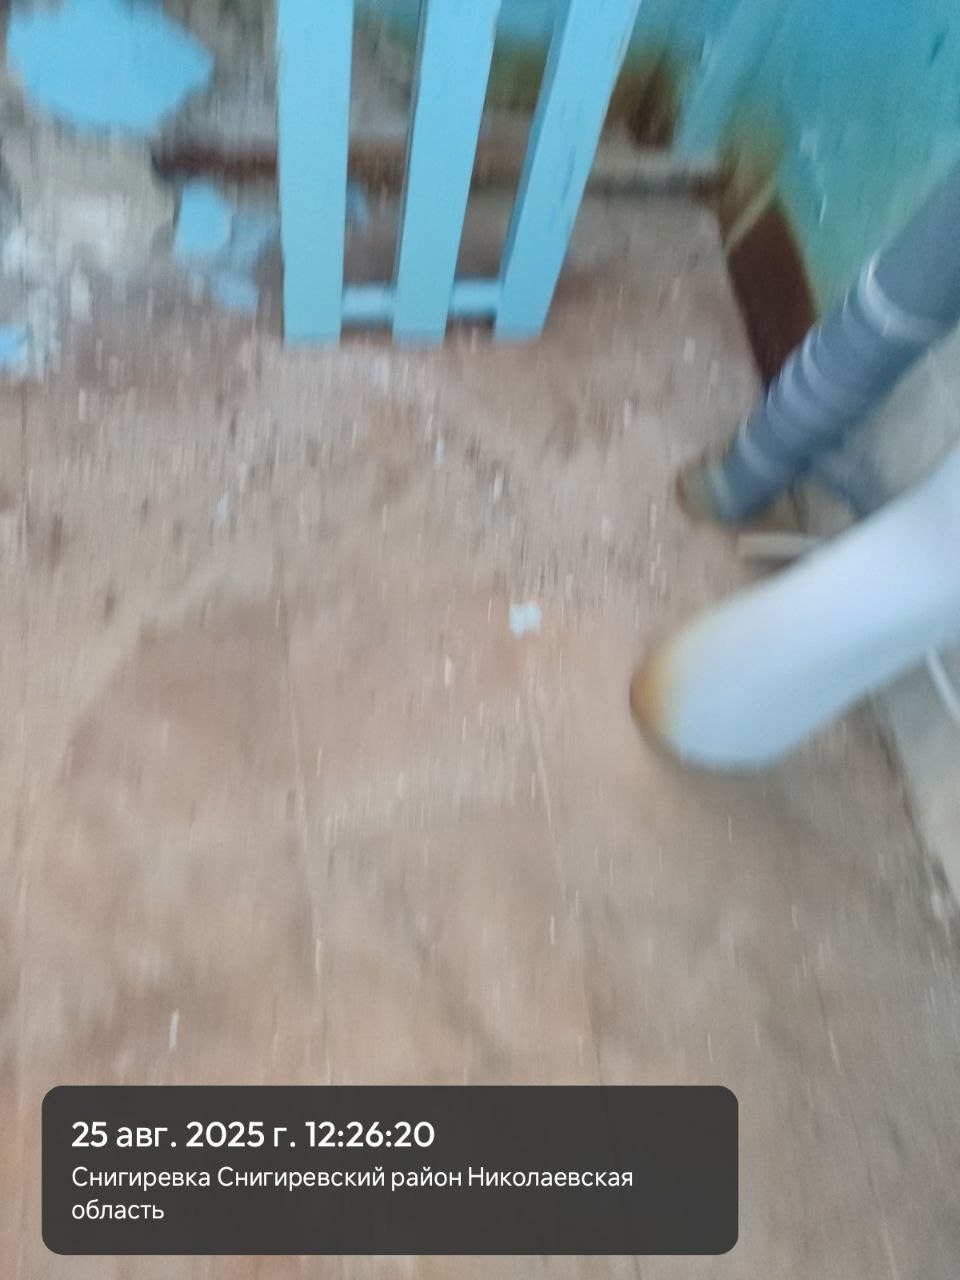 25 авг. 2025 г. 12:26:20
Снигиревка Снигиревский район Николаевская
область